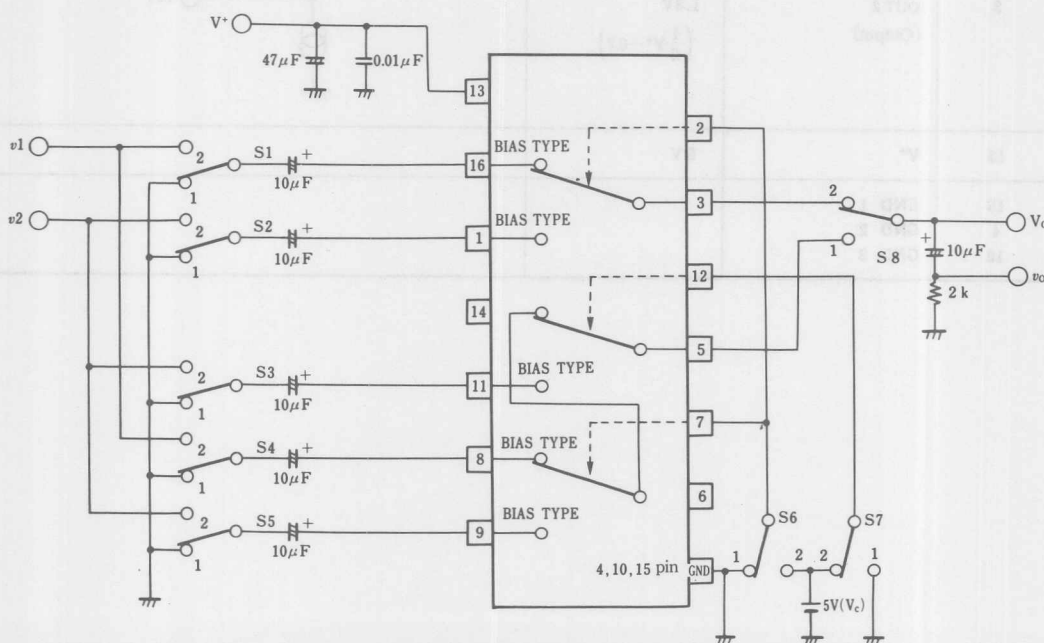 V⁺
47μF
0.01μF
13
v1
2
S1
+
10μF
1
16
BIAS TYPE
2
3
v2
2
S2
+
10μF
1
1
BIAS TYPE
2
1
S8
+
10μF
2 k
12
14
5
2
S3
+
10μF
1
11
BIAS TYPE
7
2
S4
+
10μF
1
8
BIAS TYPE
6
2
S5
+
10μF
1
9
BIAS TYPE
4,10,15 pin
GND
1
S6
2
2
S7
1
5V(Vc)